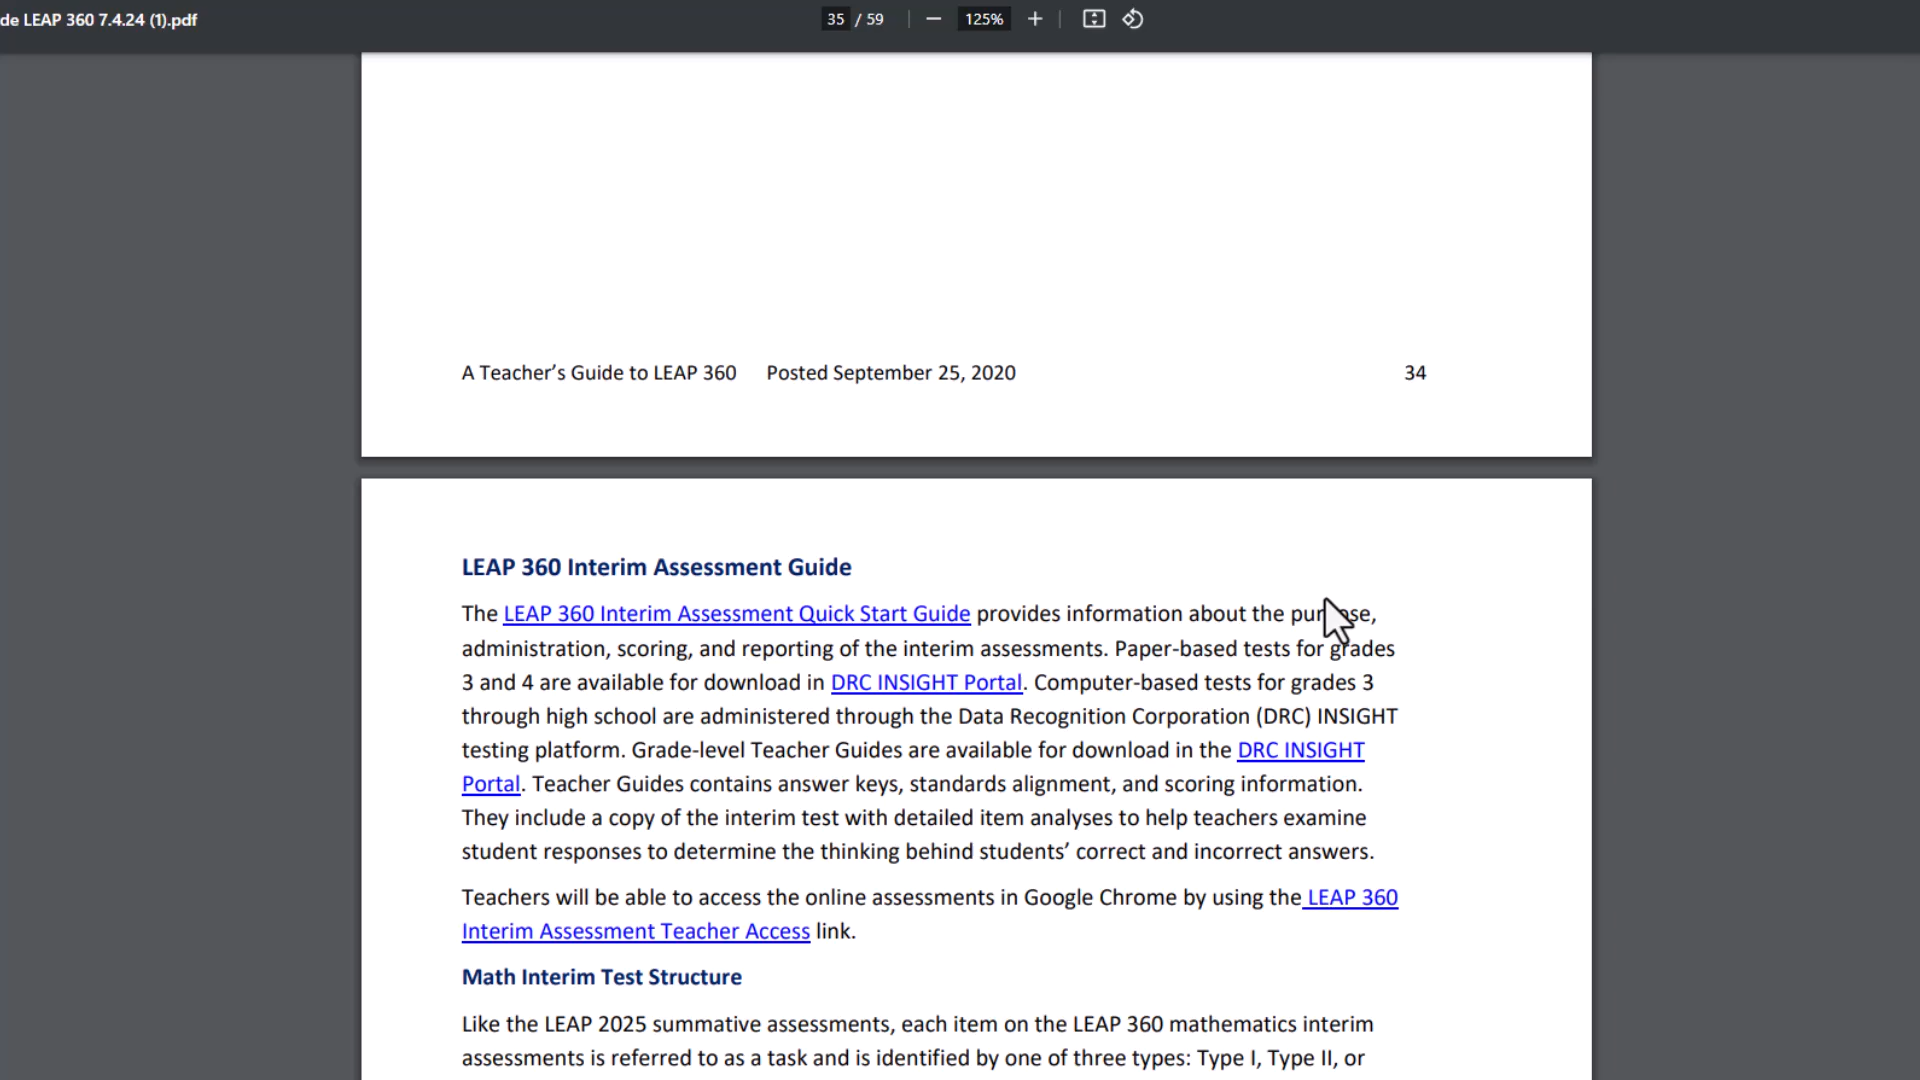 de LEAP 360 7.4.24 (1).pdf
35 / 59
125%
A Teacher's Guide to LEAP 360 Posted September 25, 2020 34
LEAP 360 Interim Assessment Guide
The LEAP 360 Interim Assessment Quick Start Guide provides information about the
administration, scoring, and reporting of the interim assessments. Paper-based tests for grades
3 and 4 are available for download in DRC INSIGHT Portal. Computer-based tests for grades 3
through high school are administered through the Data Recognition Corporation (DRC) INSIGHT
testing platform. Grade-level Teacher Guides are available for download in the DRC INSIGHT
Portal. Teacher Guides contains answer keys, standards alignment, and scoring information.
They include a copy of the interim test with detailed item analyses to help teachers examine
student responses to determine the thinking behind students' correct and incorrect answers.
Teachers will be able to access the online assessments in Google Chrome by using the LEAP 360
Interim Assessment Teacher Access link.
Math Interim Test Structure
Like the LEAP 2025 summative assessments, each item on the LEAP 360 mathematics interim
assessments is referred to as a task and is identified by one of three types: Type I, Type II, or